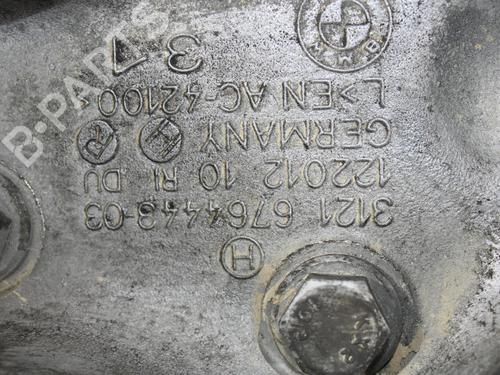 H
3121 6764443-03
122012 10 RI DU
GERMANY
L>EN AC-42100<
37
BMW
B-PARTS